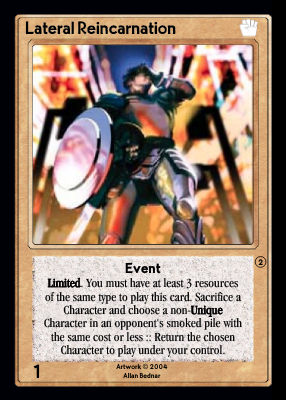 Lateral Reincarnation
2
Event
Limited. You must have at least 3 resources
of the same type to play this card. Sacrifice a
Character and choose a non-Unique
Character in an opponent's smoked pile with
the same cost or less :: Return the chosen
Character to play under your control.
1
Artwork © 2004
Allan Bednar